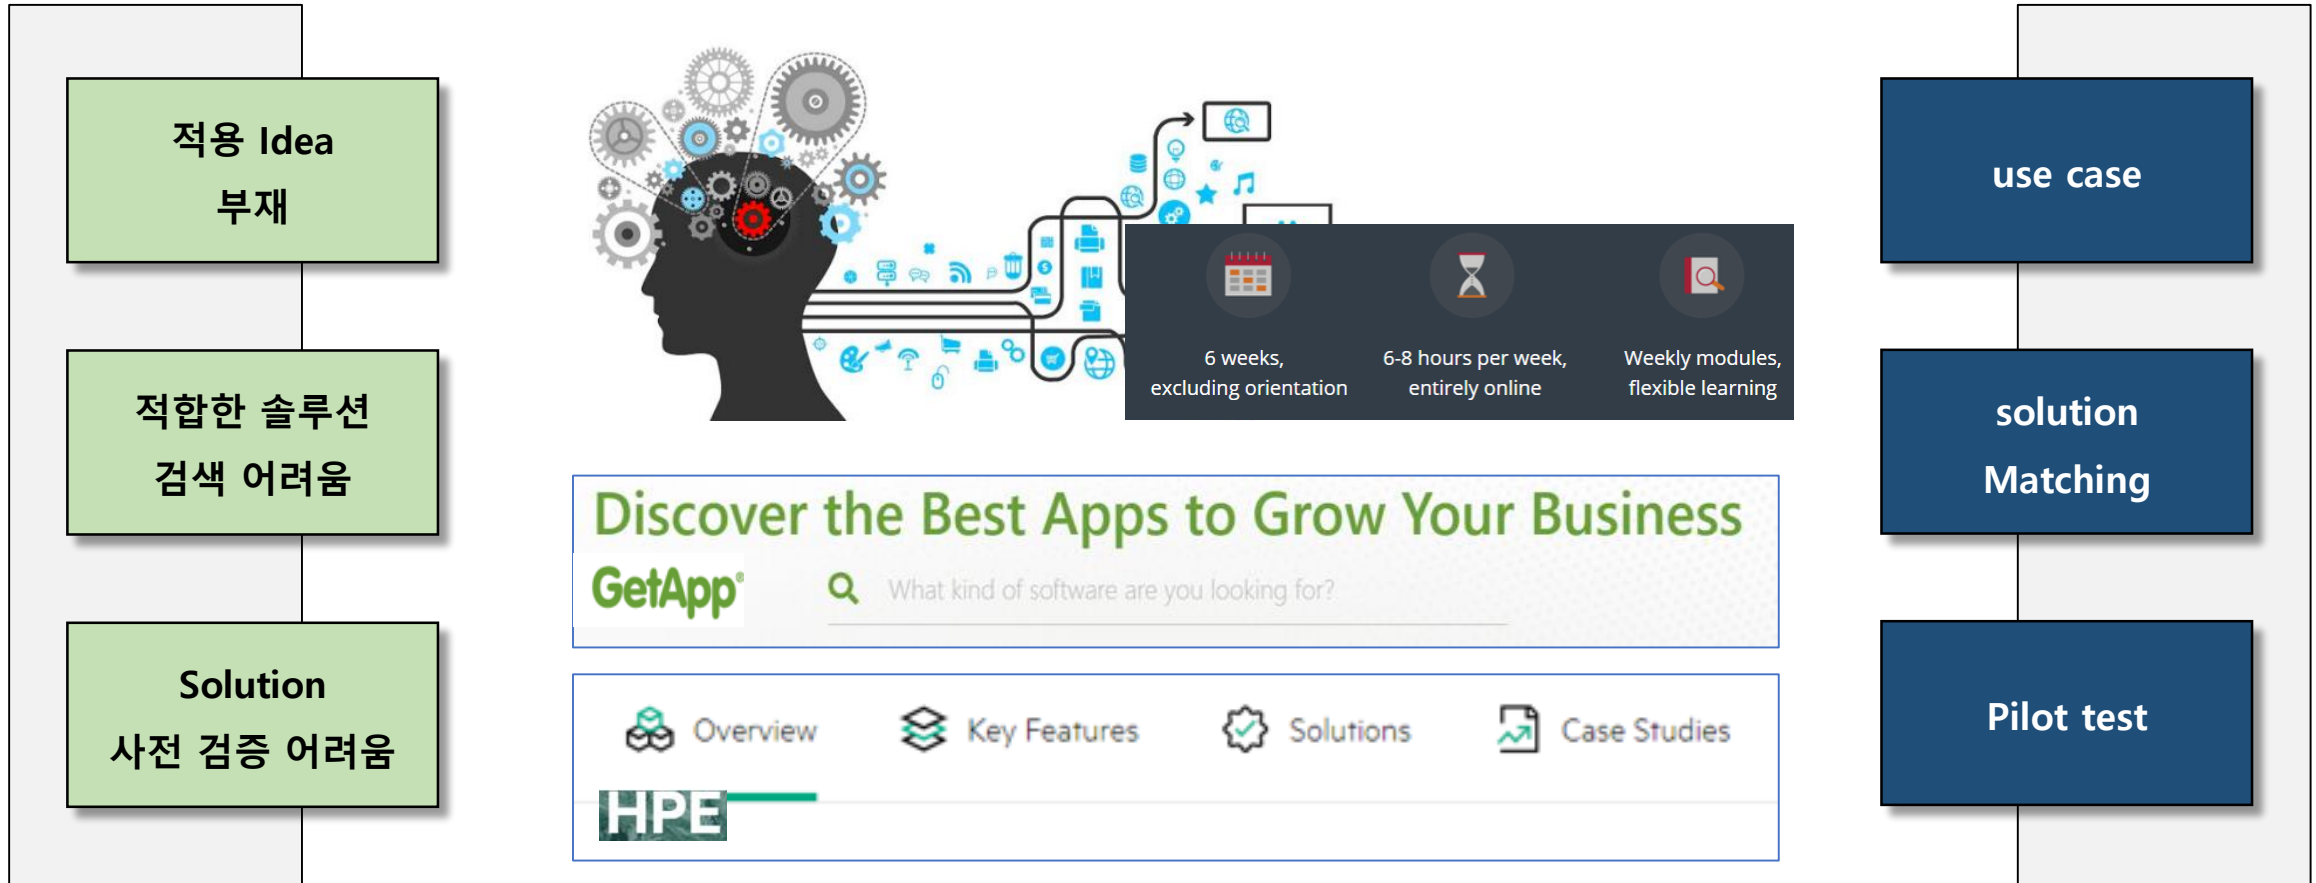 적용 Idea
부재
적합한 솔루션
검색 어려움
Solution
사전 검증 어려움
6 weeks,
excluding orientation
6-8 hours per week,
entirely online
Weekly modules,
flexible learning
Discover the Best Apps to Grow Your Business
GetApp®
What kind of software are you looking for?
Overview
Key Features
Solutions
Case Studies
HPE
use case
solution
Matching
Pilot test